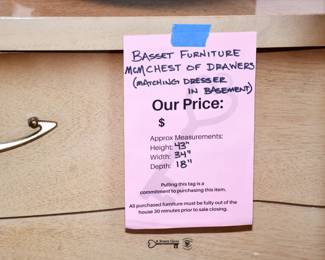 BASSET FURNITURE
MCM CHEST OF DRAWERS
(MATCHING DRESSER
IN BASEMENT)
Our Price:
$
Approx Measurements:
Height: 43"
Width: 34"
Depth: 18"
Pulling this tag is a
commitment to purchasing this item.
All purchased furniture must be fully out of the
house 30 minutes prior to sale closing.